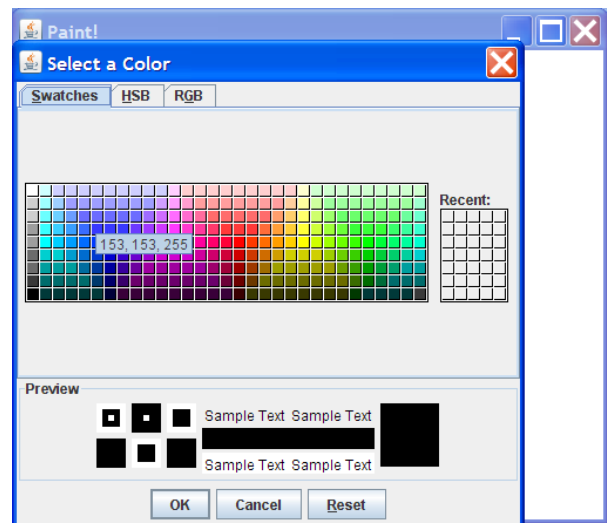 Paint!
Select a Color
Swatches HSB RGB
Recent:
153, 153, 255
Preview
Sample Text Sample Text
Sample Text Sample Text
OK Cancel Reset